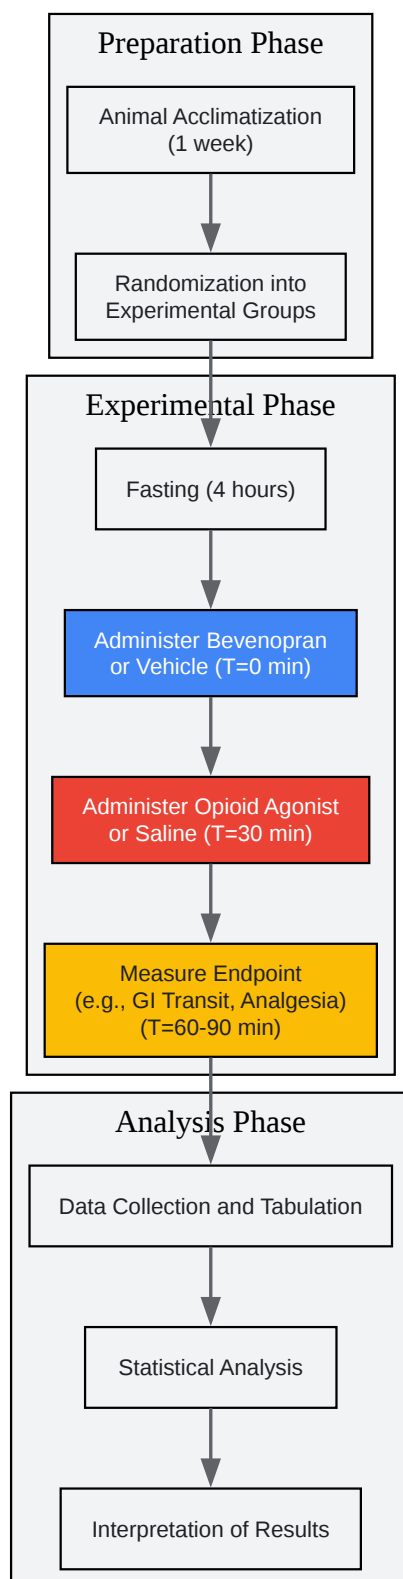 Preparation Phase
Animal Acclimatization
(1 week)
Randomization into
Experimental Groups
Experimental Phase
Fasting (4 hours)
Administer Bevenopran
or Vehicle (T=0 min)
Administer Opioid Agonist
or Saline (T=30 min)
Measure Endpoint
(e.g., GI Transit, Analgesia)
(T=60-90 min)
Analysis Phase
Data Collection and Tabulation
Statistical Analysis
Interpretation of Results